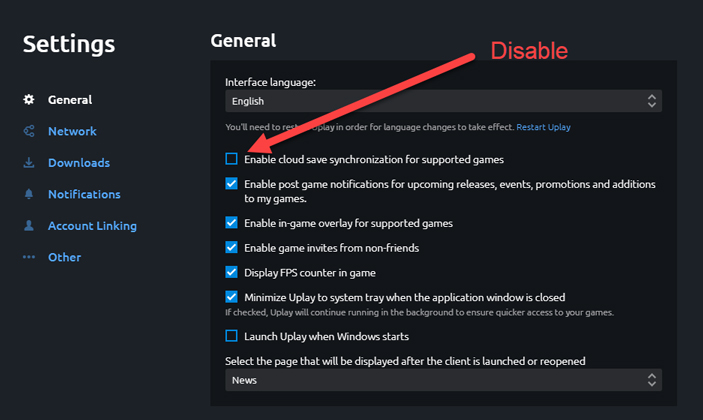 Settings
General
Network
Downloads
Notifications
Account Linking
Other
General
Disable
Interface language:
English
You'll need to restart Uplay in order for language changes to take effect. Restart Uplay
Enable cloud save synchronization for supported games
Enable post game notifications for upcoming releases, events, promotions and additions
to my games.
Enable in-game overlay for supported games
Enable game invites from non-friends
Display FPS counter in game
Minimize Uplay to system tray when the application window is closed
If checked, Uplay will continue running in the background to ensure quicker access to your games.
Launch Uplay when Windows starts
Select the page that will be displayed after the client is launched or reopened
News